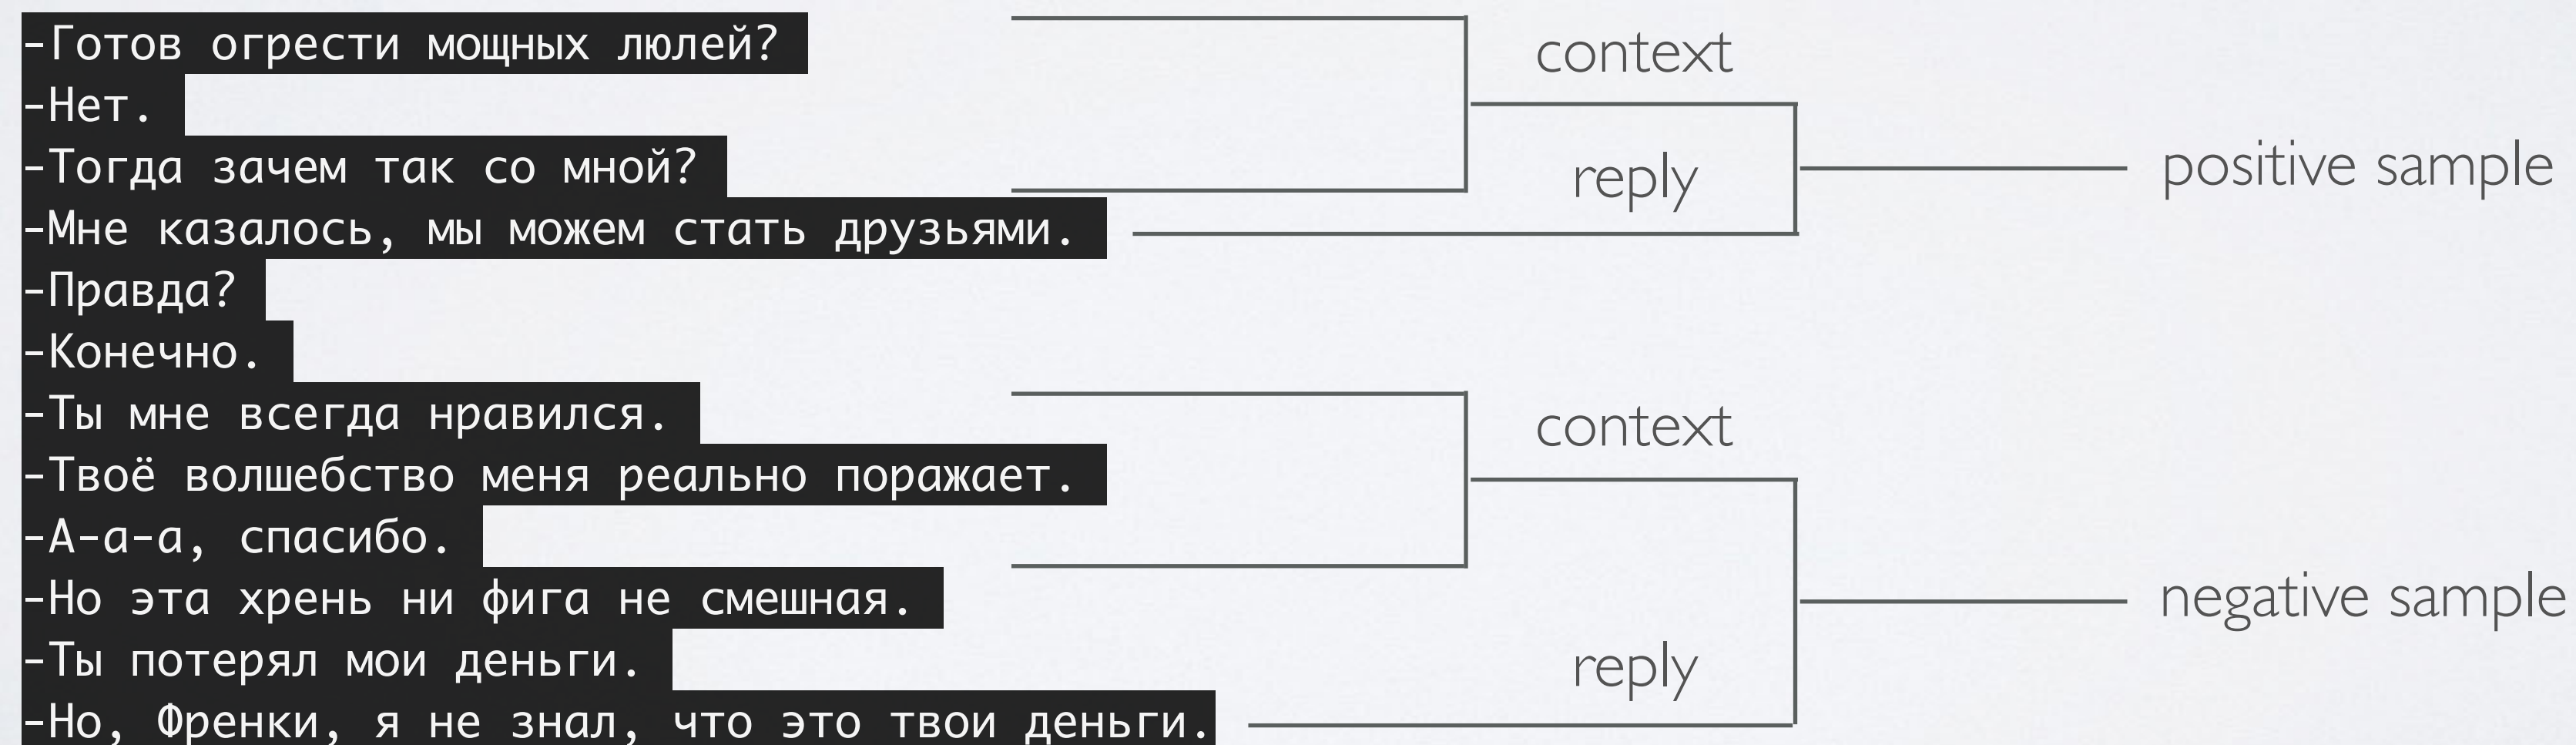 -Готов огрести мощных люлей?
-Нет.
-Тогда зачем так со мной?
-Мне казалось, мы можем стать друзьями.
-Правда?
-Конечно.
-Ты мне всегда нравился.
-Твоё волшебство меня реально поражает.
-А-а-а, спасибо.
-Но эта хрень ни фига не смешная.
-Ты потерял мои деньги.
-Но, Френки, я не знал, что это твои деньги.
context
reply
positive sample
context
reply
negative sample